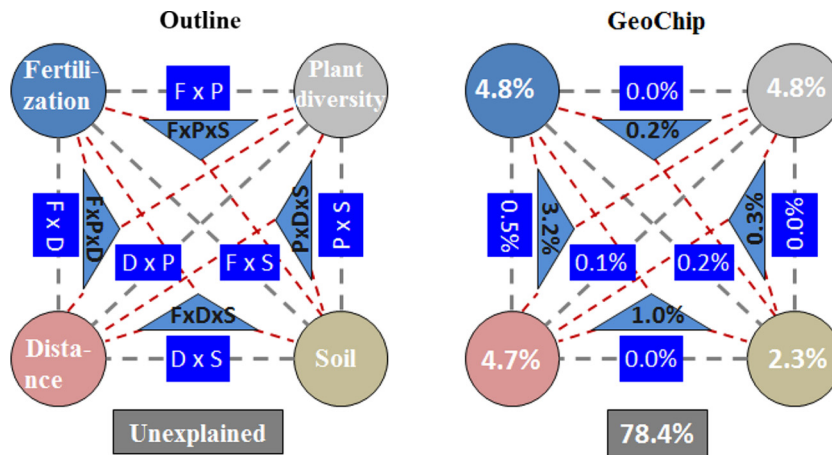 Outline
Fertili-
zation
F x P
Plant
diversity
FxPxS
F x D
FxPxD
PxDxS
S x P
D x P
F x S
FxDxS
Dista-
nce
D x S
Soil
Unexplained
GeoChip
4.8%
0.0%
4.8%
0.2%
0.5%
3.2%
0.3%
0.0%
0.1%
0.2%
1.0%
4.7%
0.0%
2.3%
78.4%